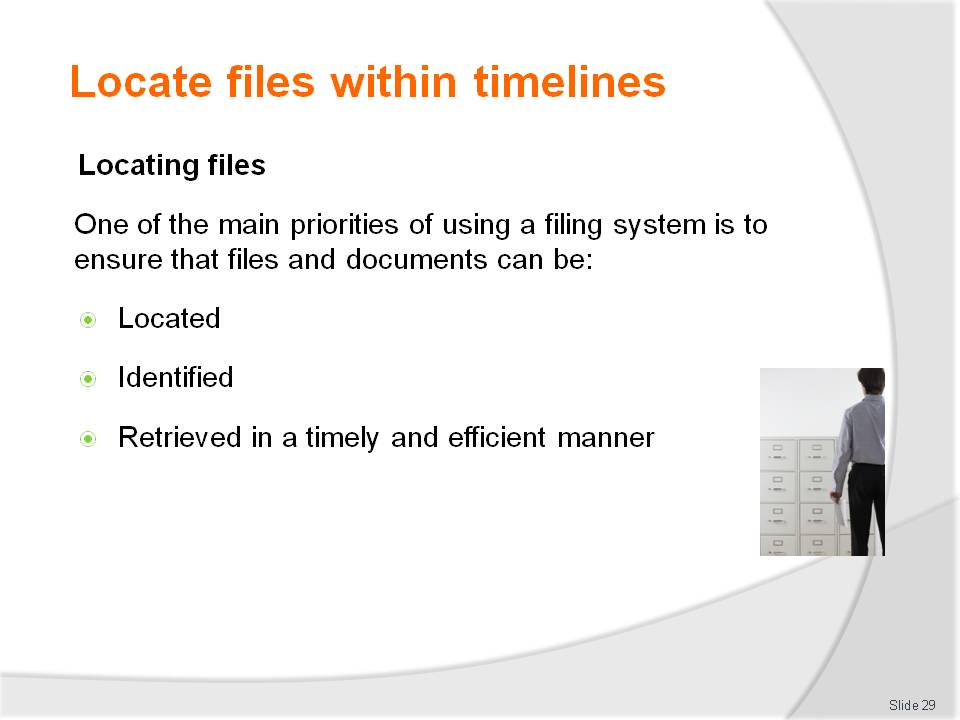 Locate files within timelines
Locating files
One of the main priorities of using a filing system is to
ensure that files and documents can be:
Located
Identified
Retrieved in a timely and efficient manner
Slide 29